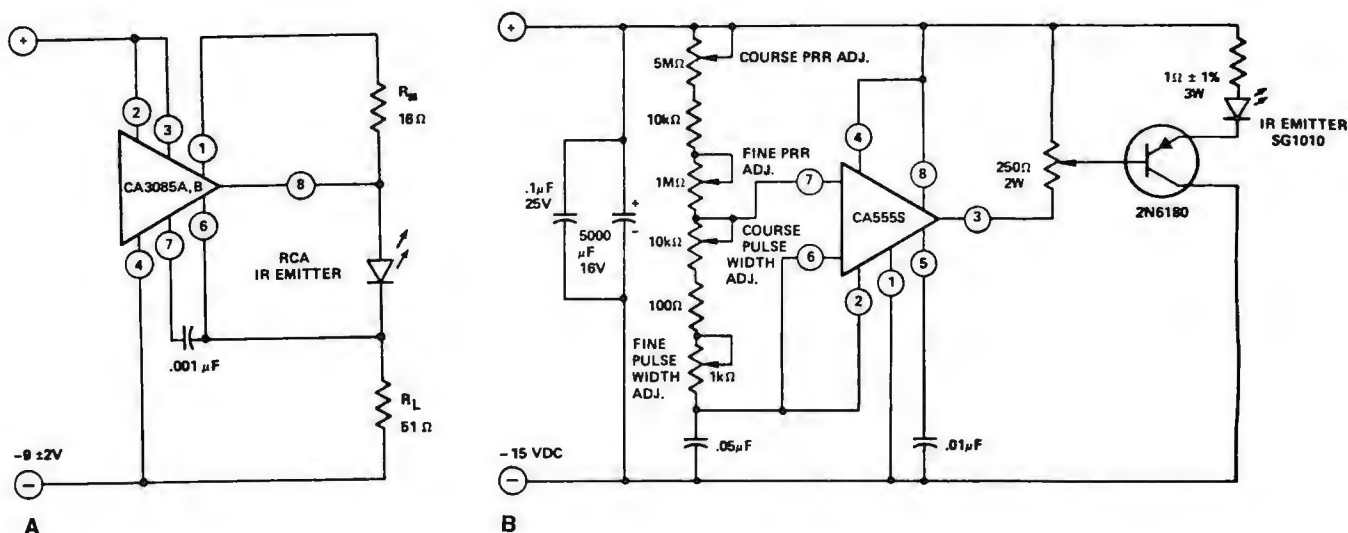 +
2
3
1
CA3085A, B
8
4
7
6
R
16 Ω
RCA
IR EMITTER
.001 µF
R_L
51 Ω
-9 ±2V
−
A
+
5MΩ
COURSE PRR ADJ.
10kΩ
FINE PRR
ADJ.
1MΩ
.1µF
25V
+
-
5000
µF
16V
10kΩ
COURSE
PULSE
WIDTH
ADJ.
100Ω
FINE
PULSE
WIDTH
ADJ.
1kΩ
.05µF
7
4
8
CA555S
3
6
2
1
5
.01µF
250Ω
2W
1Ω ± 1%
3W
IR EMITTER
SG1010
2N6180
-15 VDC
−
B